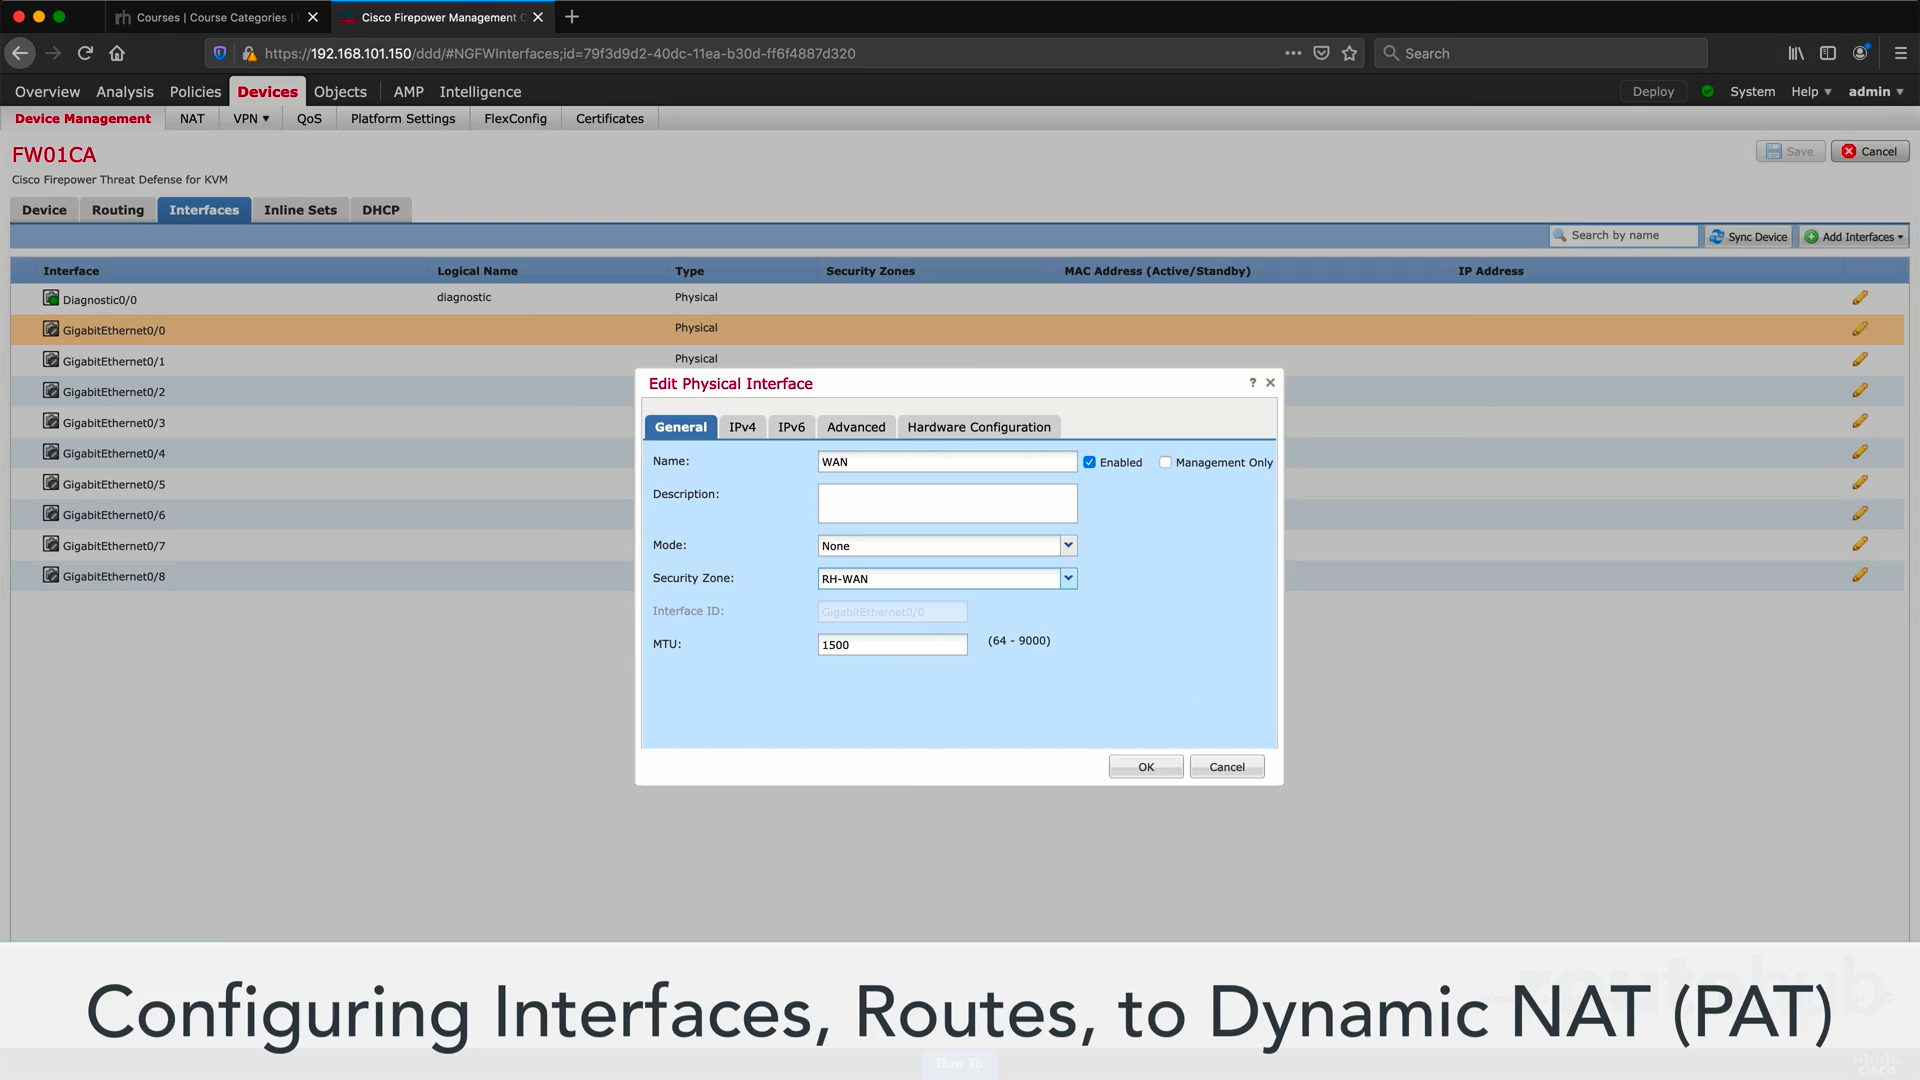 Courses | Course Categories |
Cisco Firepower Management C
https://192.168.101.150/ddd/#NGFWInterfaces;id=79f3d9d2-40dc-11ea-b30d-ff6f4887d320
Search
Overview Analysis Policies Devices Objects AMP Intelligence Deploy System Help admin
Device Management NAT VPN QoS Platform Settings FlexConfig Certificates
FW01CA
Save Cancel
Cisco Firepower Threat Defense for KVM
Device Routing Interfaces Inline Sets DHCP
Search by name Sync Device Add Interfaces
Interface Logical Name Type Security Zones MAC Address (Active/Standby) IP Address
Diagnostic0/0 diagnostic Physical
GigabitEthernet0/0 Physical
GigabitEthernet0/1 Physical
GigabitEthernet0/2
GigabitEthernet0/3
GigabitEthernet0/4
GigabitEthernet0/5
GigabitEthernet0/6
GigabitEthernet0/7
GigabitEthernet0/8
Edit Physical Interface ?
General IPv4 IPv6 Advanced Hardware Configuration
Name: WAN Enabled Management Only
Description:
Mode: None
Security Zone: RH-WAN
Interface ID: GigabitEthernet0/0
MTU: 1500 (64 - 9000)
OK Cancel
Configuring Interfaces, Routes, to Dynamic NAT (PAT)
How To
cisco